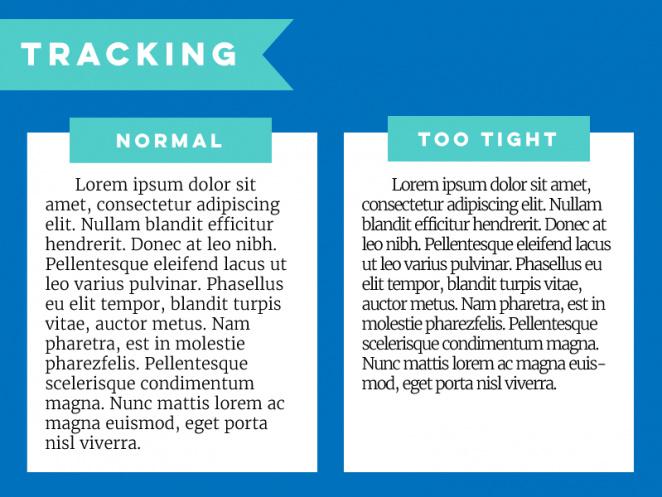 TRACKING
NORMAL
Lorem ipsum dolor sit
amet, consectetur adipiscing
elit. Nullam blandit efficitur
hendrerit. Donec at leo nibh.
Pellentesque eleifend lacus ut
leo varius pulvinar. Phasellus
eu elit tempor, blandit turpis
vitae, auctor metus. Nam
pharetra, est in molestie
pharezfelis. Pellentesque
scelerisque condimentum
magna. Nunc mattis lorem ac
magna euismod, eget porta
nisl viverra.
TOO TIGHT
Lorem ipsum dolor sit amet,
consectetur adipiscing elit. Nullam
blandit efficitur hendrerit. Donec at
leo nibh. Pellentesque eleifend lacus
ut leo varius pulvinar. Phasellus eu
elit tempor, blandit turpis vitae,
auctor metus. Nam pharetra, est in
molestie pharezfelis. Pellentesque
scelerisque condimentum magna.
Nunc mattis lorem ac magna euis-
mod, eget porta nisl viverra.